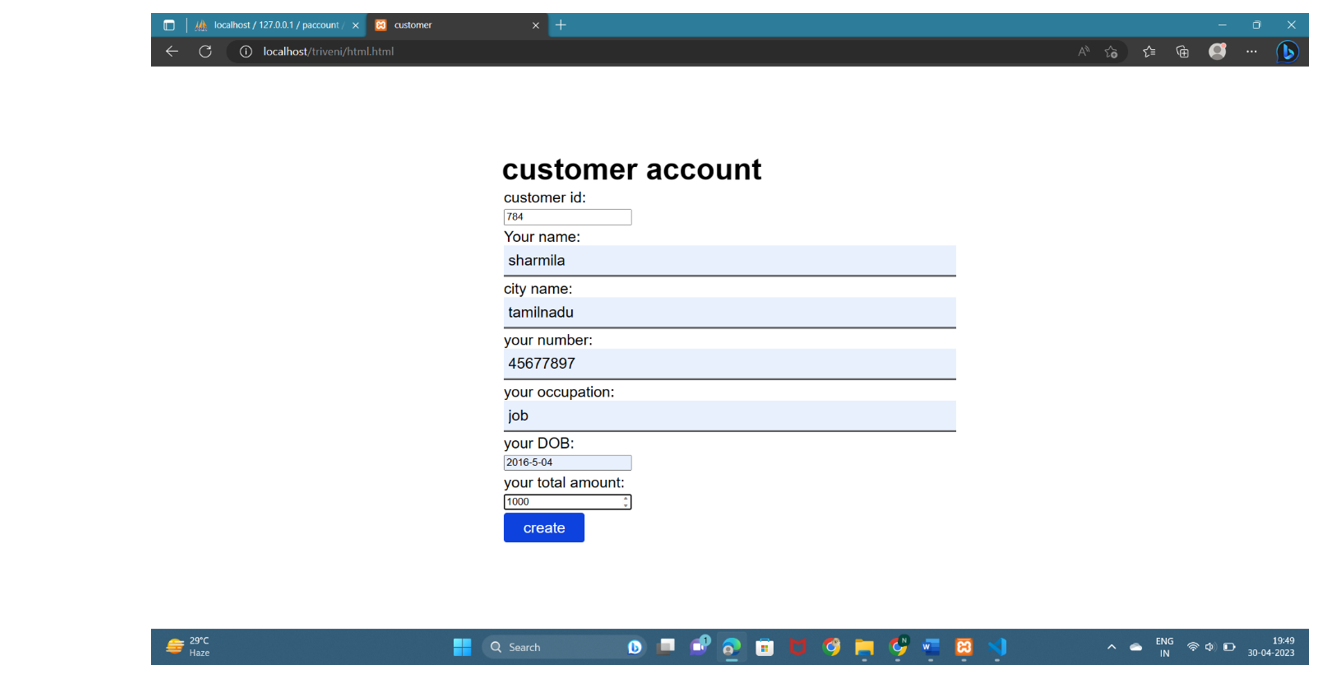 localhost / 127.0.0.1 / paccount /
customer
localhost/triveni/html.html
customer account
customer id:
784
Your name:
sharmila
city name:
tamilnadu
your number:
45677897
your occupation:
job
your DOB:
2016-5-04
your total amount:
1000
create
29°C
Haze
Search
1
N
ENG
IN
19:49
30-04-2023